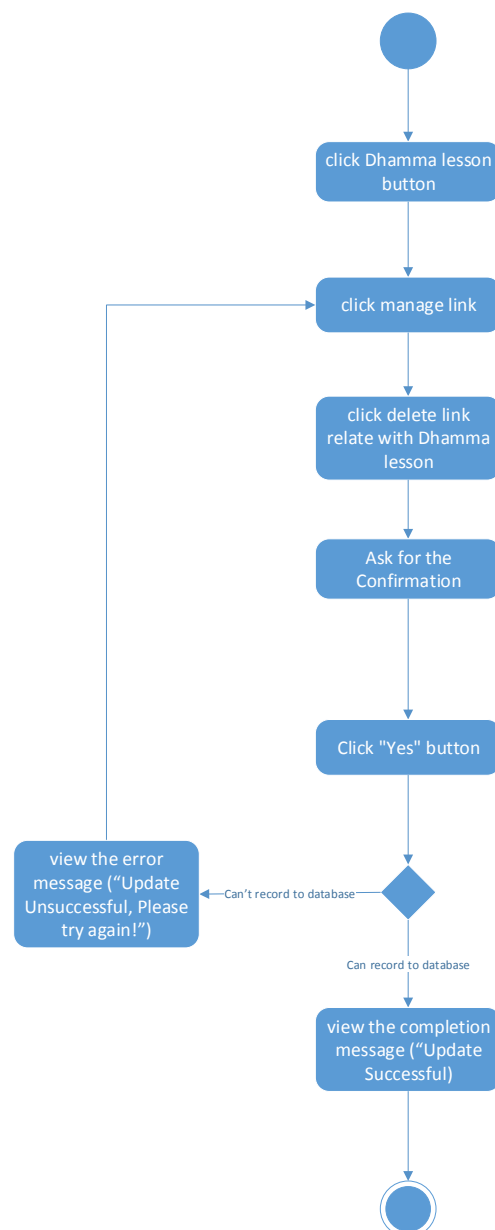 click Dhamma lesson
button
click manage link
click delete link
relate with Dhamma
lesson
Ask for the
Confirmation
Click "Yes" button
view the error
message (“Update
Unsuccessful, Please
try again!”)
Can’t record to database
Can record to database
view the completion
message (“Update
Successful)